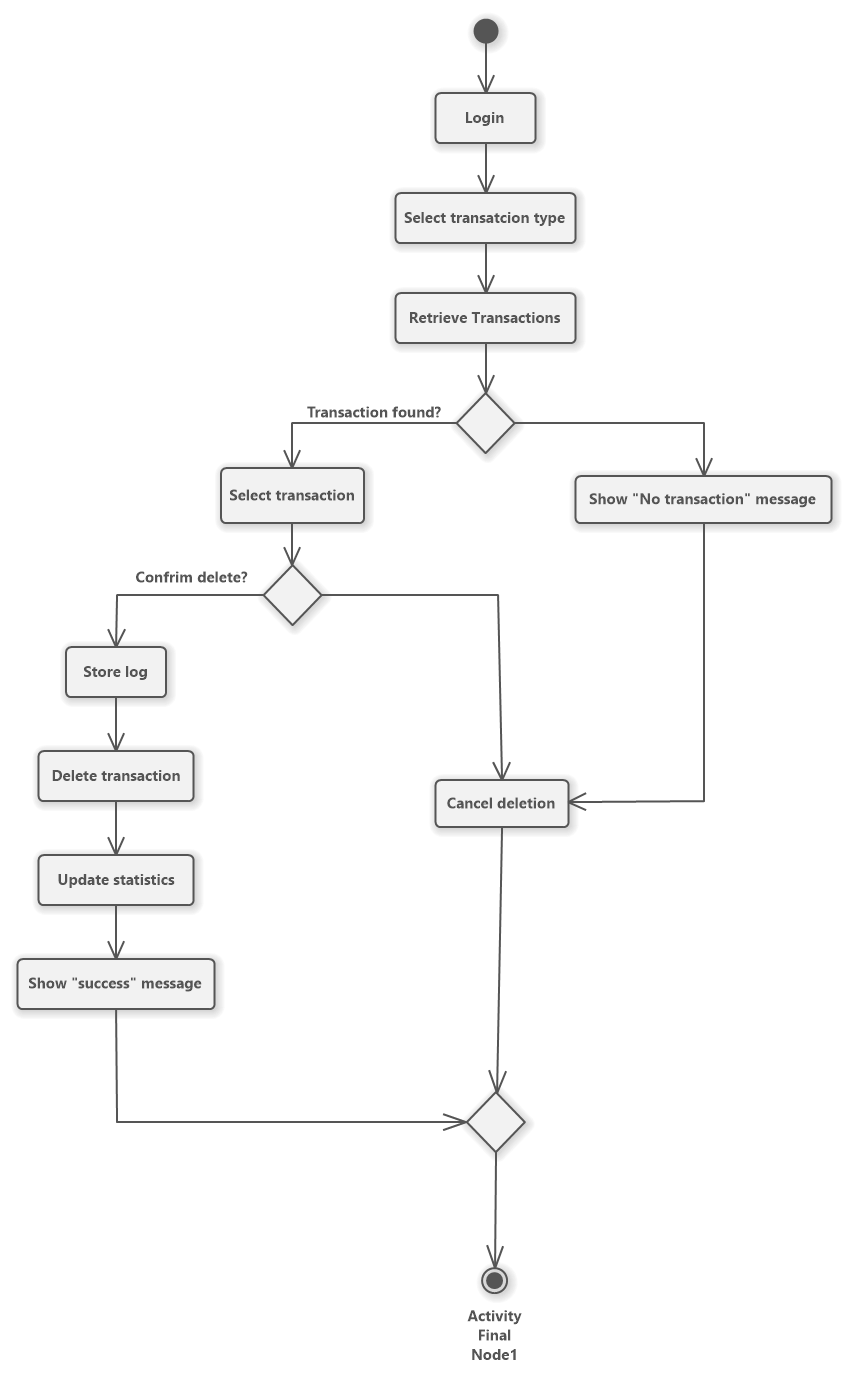 Login
Select transatcion type
Retrieve Transactions
Transaction found?
Select transaction
Show "No transaction" message
Confrim delete?
Store log
Delete transaction
Cancel deletion
Update statistics
Show "success" message
Activity
Final
Node1